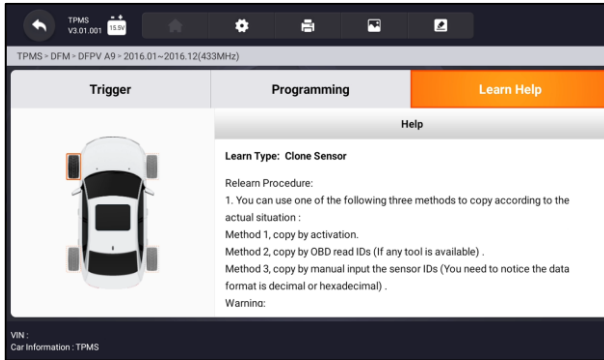 TPMS
V3.01.001
15.9V
TPMS > DFM > DFPV A9 > 2016.01~2016.12(433MHz)
Trigger
Programming
Learn Help
Help
Learn Type: Clone Sensor
Relearn Procedure:
1. You can use one of the following three methods to copy according to the
actual situation :
Method 1, copy by activation.
Method 2, copy by OBD read IDs (If any tool is available) .
Method 3, copy by manual input the sensor IDs (You need to notice the data
format is decimal or hexadecimal) .
Warning:
VIN :
Car Information : TPMS